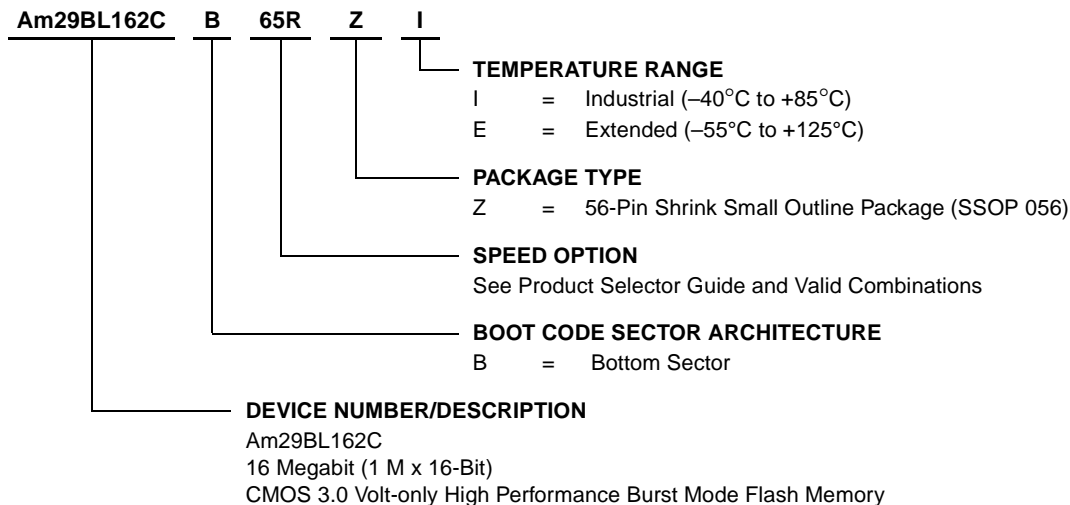 Am29BL162C B 65R Z I
TEMPERATURE RANGE
I = Industrial (–40°C to +85°C)
E = Extended (–55°C to +125°C)
PACKAGE TYPE
Z = 56-Pin Shrink Small Outline Package (SSOP 056)
SPEED OPTION
See Product Selector Guide and Valid Combinations
BOOT CODE SECTOR ARCHITECTURE
B = Bottom Sector
DEVICE NUMBER/DESCRIPTION
Am29BL162C
16 Megabit (1 M x 16-Bit)
CMOS 3.0 Volt-only High Performance Burst Mode Flash Memory